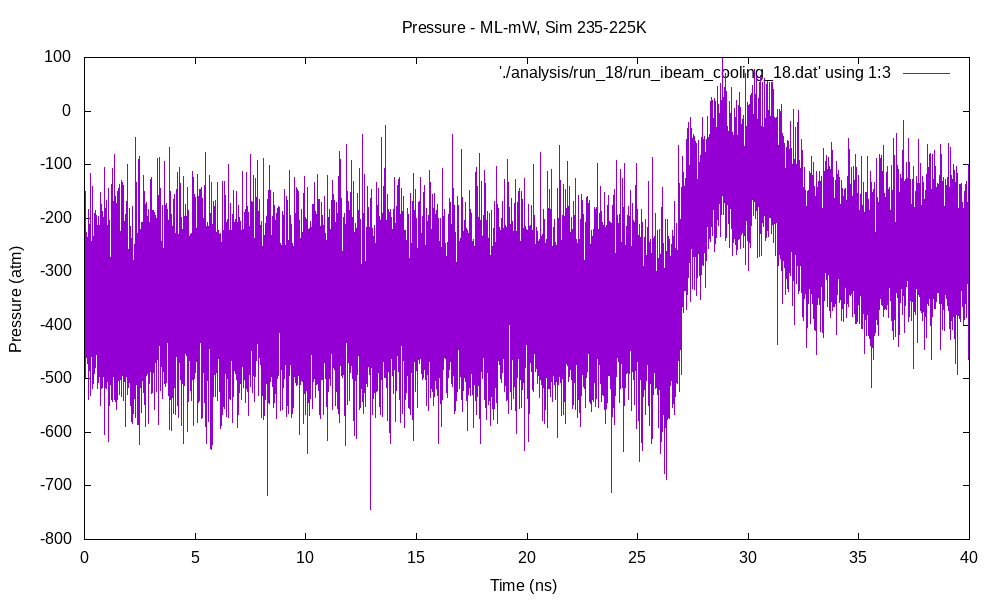 Pressure - ML-mW, Sim 235-225K
'./analysis/run_18/run_ibeam_cooling_18.dat' using 1:3
100
0
-100
-200
-300
-400
-500
-600
-700
-800
Pressure (atm)
0 5 10 15 20 25 30 35 40
Time (ns)